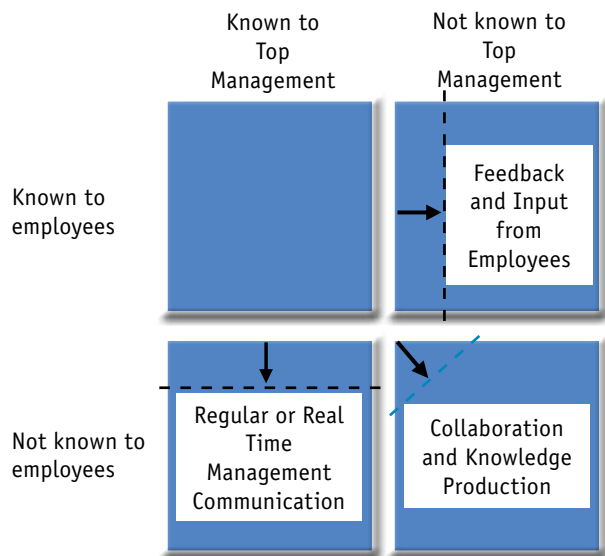 Known to
Top
Management
Not known to
Top
Management
Known to
employees
Feedback
and Input
from
Employees
Not known to
employees
Regular or Real
Time
Management
Communication
Collaboration
and Knowledge
Production